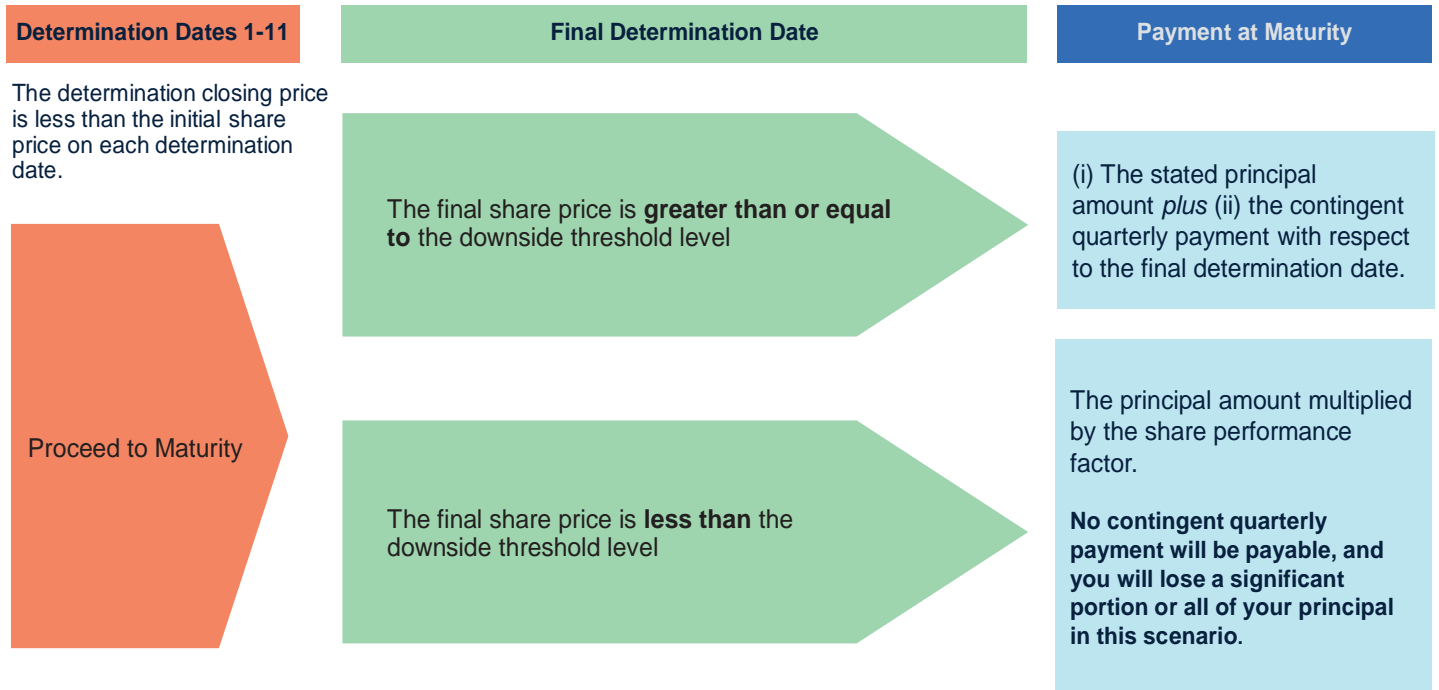 Determination Dates 1-11
Final Determination Date
Payment at Maturity
The determination closing price
is less than the initial share
price on each determination
date.
Proceed to Maturity
The final share price is greater than or equal
to the downside threshold level
(i) The stated principal
amount plus (ii) the contingent
quarterly payment with respect
to the final determination date.
The final share price is less than the
downside threshold level
The principal amount multiplied
by the share performance
factor.
No contingent quarterly
payment will be payable, and
you will lose a significant
portion or all of your principal
in this scenario.